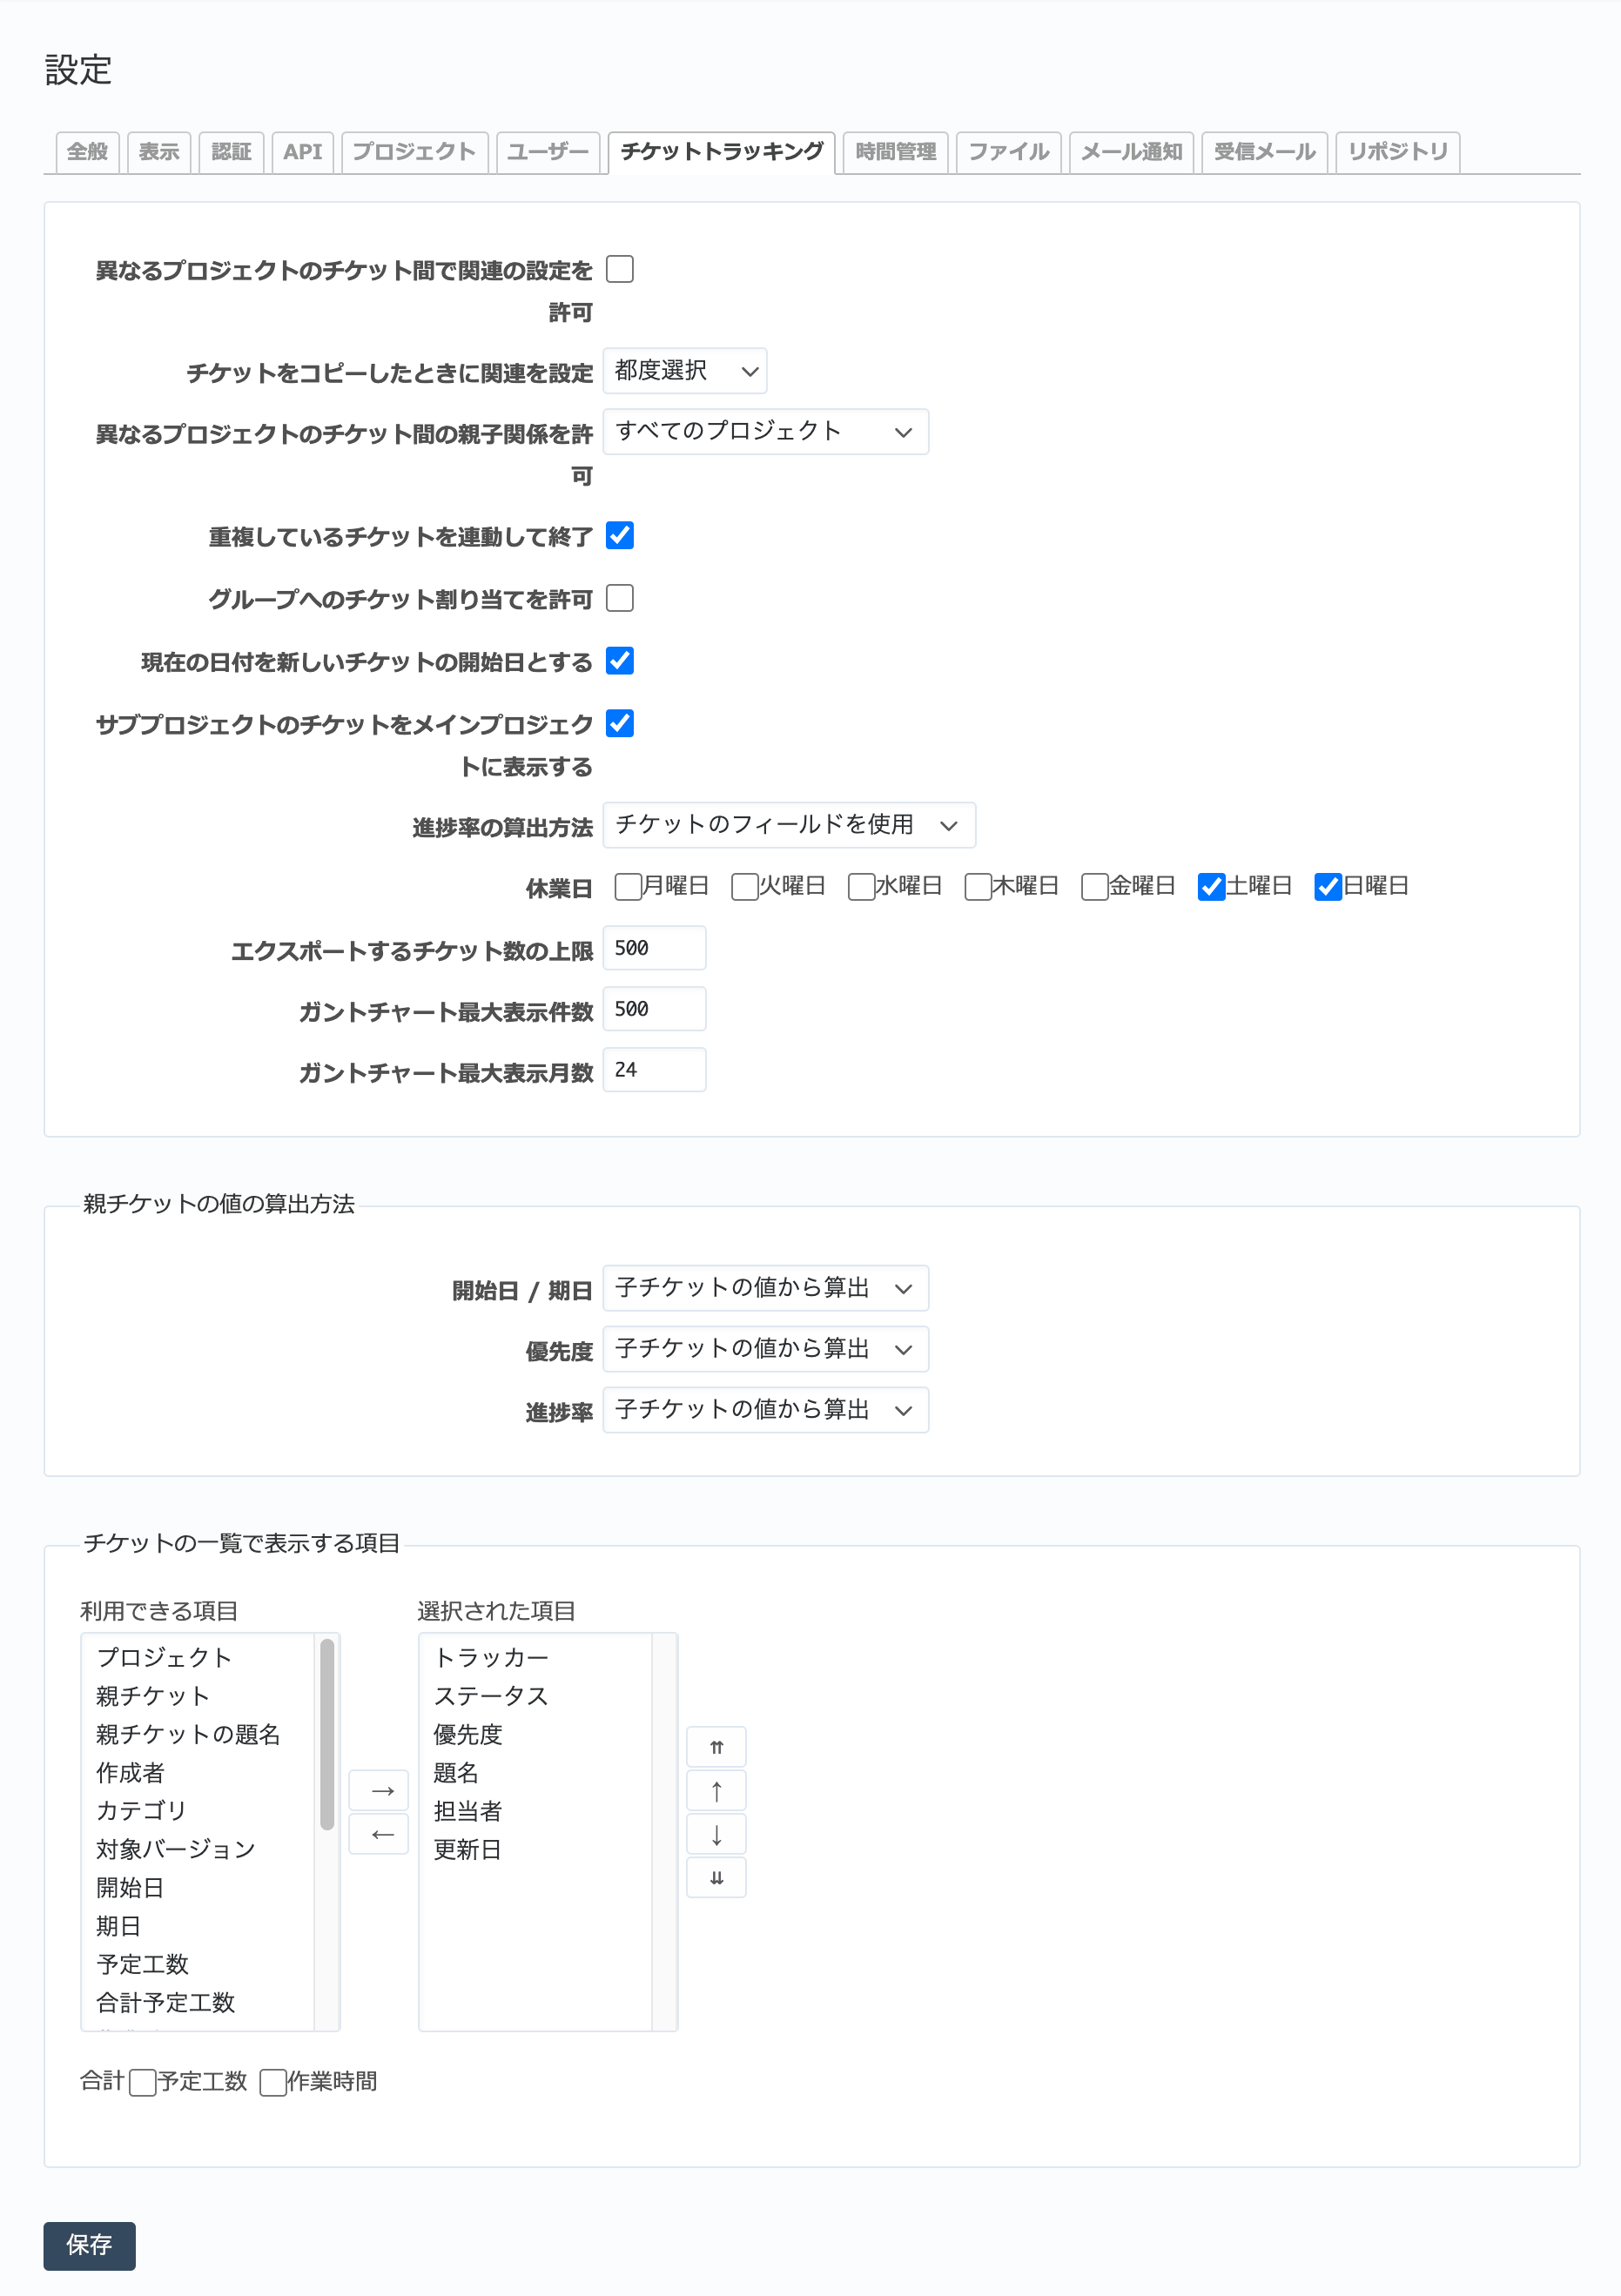 設定
全般 表示 認証 API プロジェクト ユーザー チケットトラッキング 時間管理 ファイル メール通知 受信メール リポジトリ
異なるプロジェクトのチケット間で関連の設定を
許可
チケットをコピーしたときに関連を設定 都度選択
異なるプロジェクトのチケット間の親子関係を許 すべてのプロジェクト
可
重複しているチケットを連動して終了
グループへのチケット割り当てを許可
現在の日付を新しいチケットの開始日とする
サブプロジェクトのチケットをメインプロジェク
トに表示する
進捗率の算出方法 チケットのフィールドを使用
休業日 月曜日 火曜日 水曜日 木曜日 金曜日 土曜日 日曜日
エクスポートするチケット数の上限 500
ガントチャート最大表示件数 500
ガントチャート最大表示月数 24
親チケットの値の算出方法
開始日 / 期日 子チケットの値から算出
優先度 子チケットの値から算出
進捗率 子チケットの値から算出
チケットの一覧で表示する項目
利用できる項目
プロジェクト
親チケット
親チケットの題名
作成者
カテゴリ
対象バージョン
開始日
期日
予定工数
合計予定工数
→
←
選択された項目
トラッカー
ステータス
優先度
題名
担当者
更新日
⇈
↑
↓
⇊
合計 予定工数 作業時間
保存